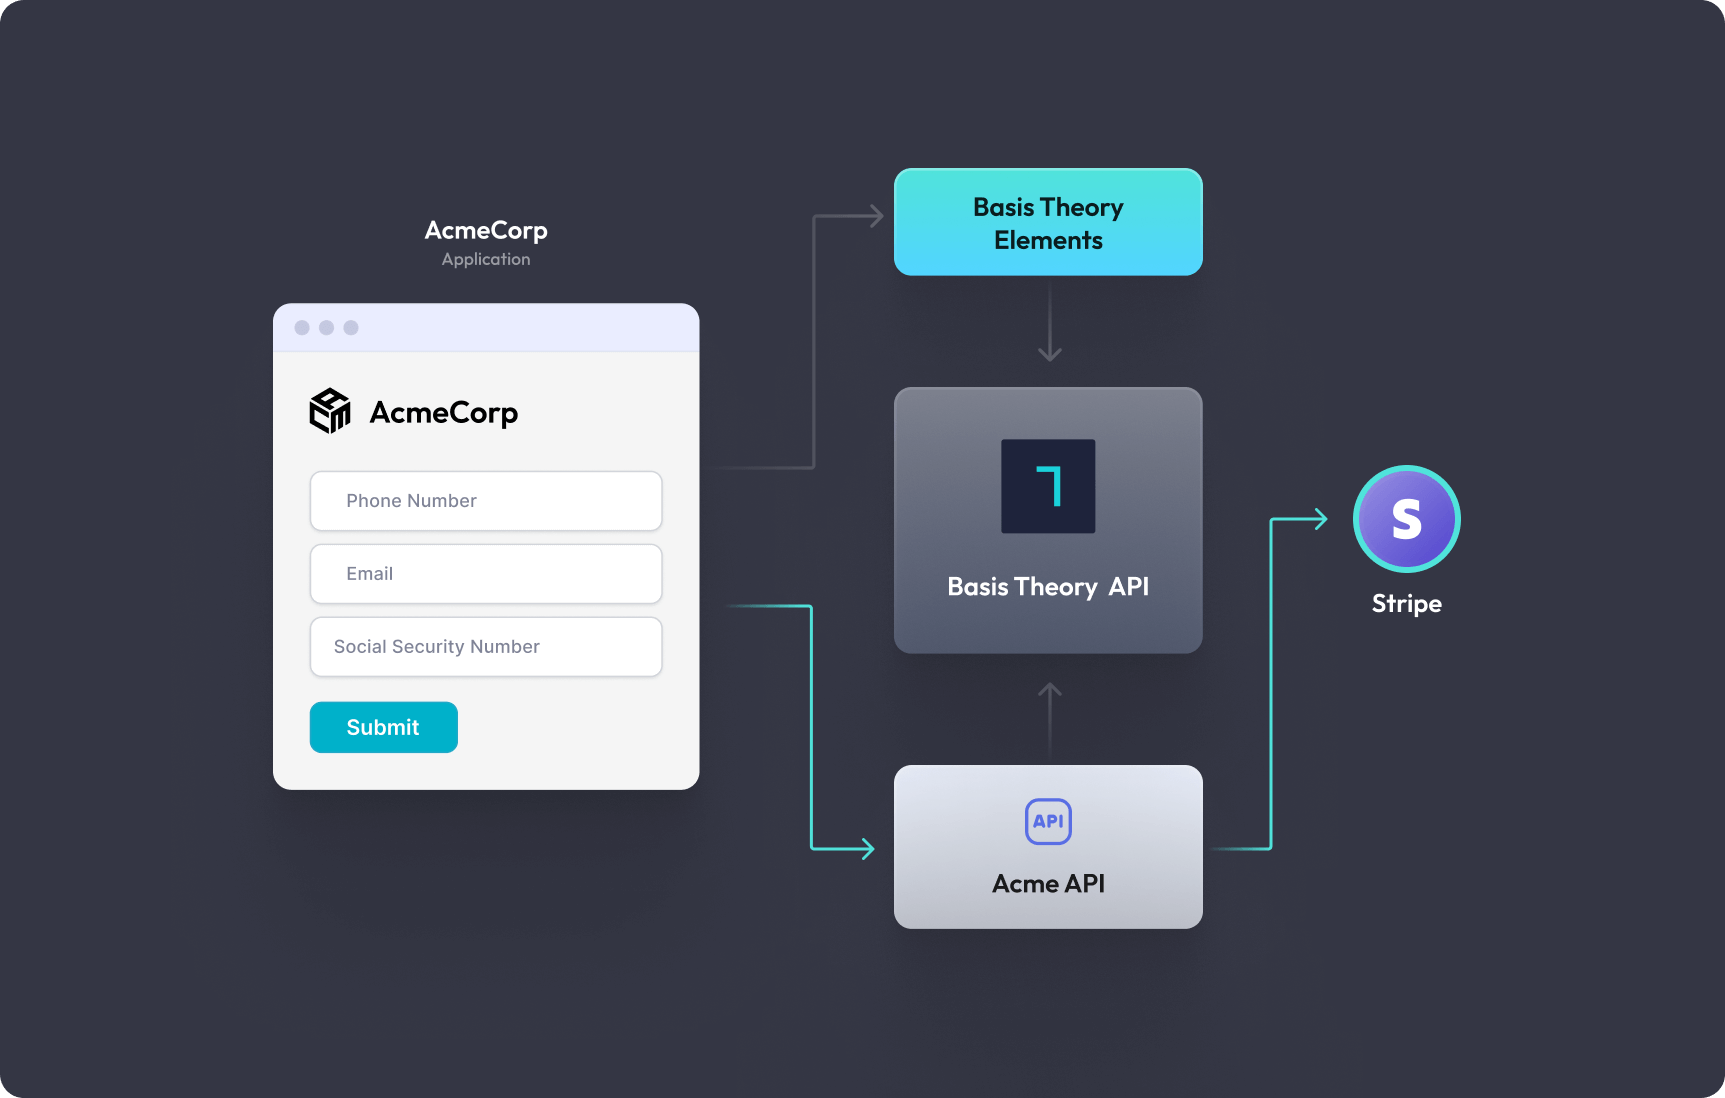 AcmeCorp
Application
AcmeCorp
Phone Number
Email
Social Security Number
Submit
Basis Theory
Elements
Basis Theory API
API
Acme API
S
Stripe